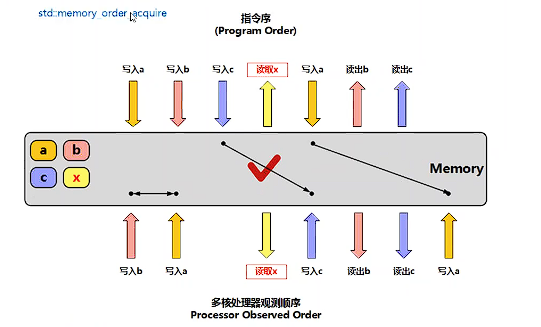 std::memory_order_acquire
指令序
(Program Order)
写入a 写入b 写入c 读取x 写入a 读出b 读出c
a b
c x
Memory
写入b 写入a 读取x 写入c 读出b 读出c 写入a
多核处理器观测顺序
Processor Observed Order